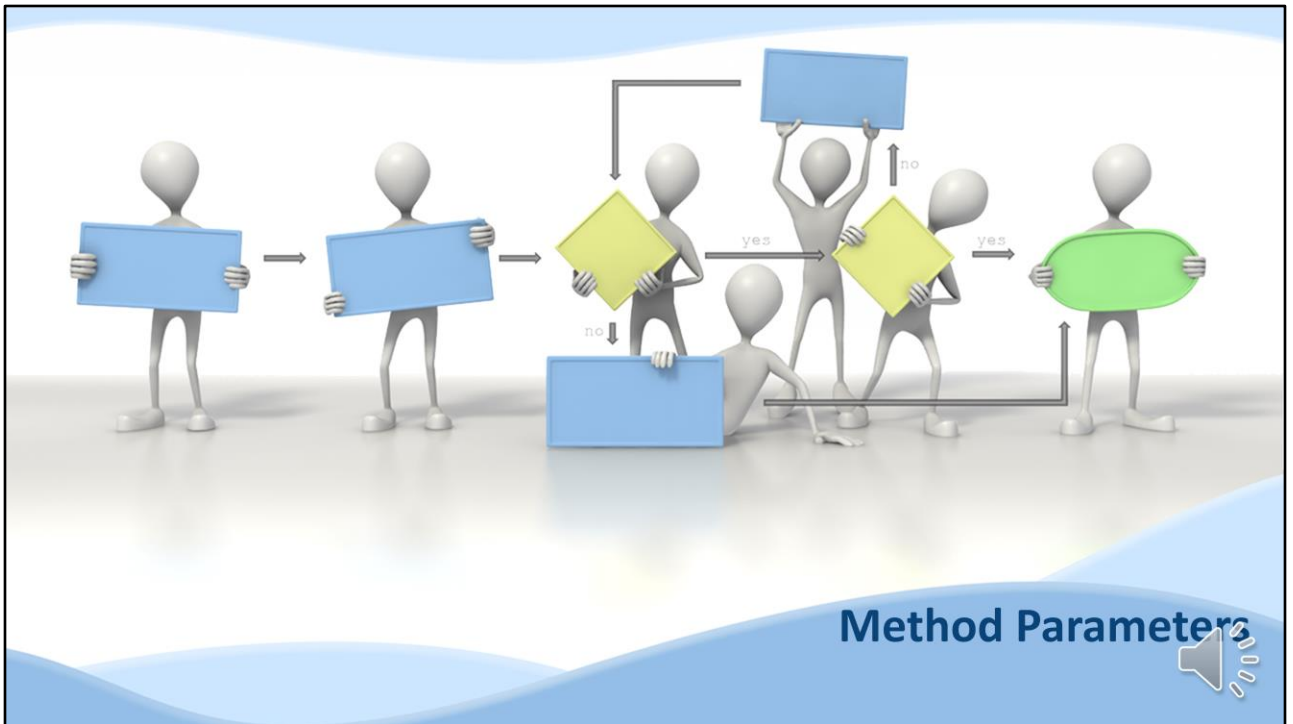 no
yes
yes
no
Method Parameters